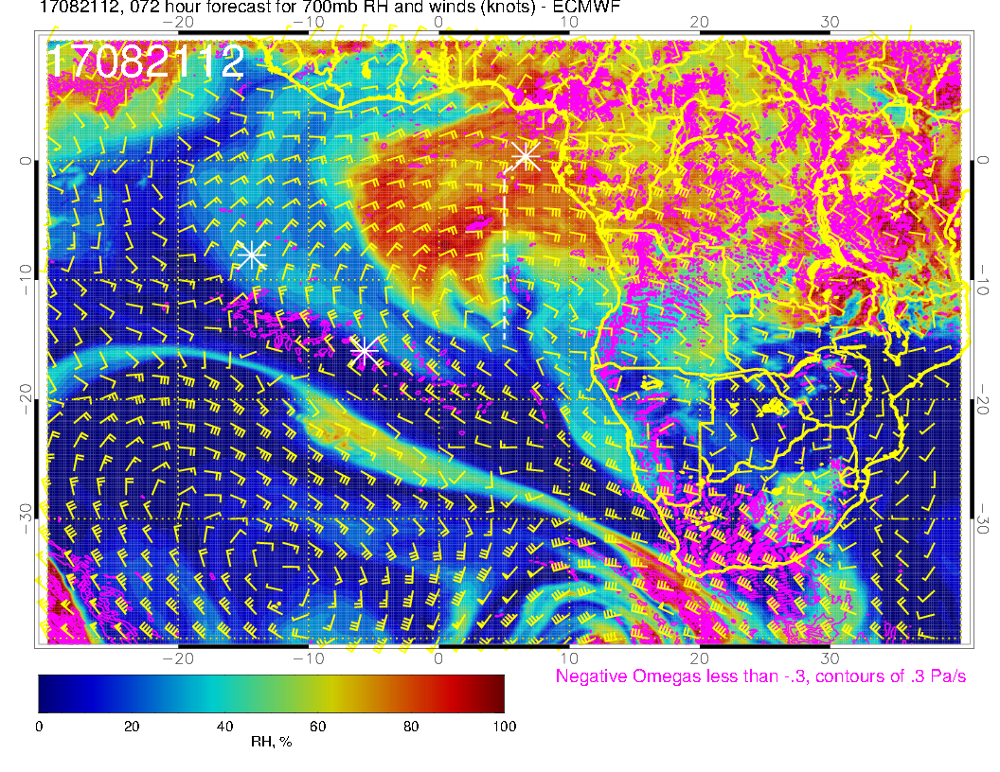 17082112, 072 hour forecast for 700mb RH and winds (knots) - ECMWF
−20 −10 0 10 20 30
17082112
0 0
−10 −10
−20 −20
−30 −30
−20 −10 0 10 20 30
Negative Omegas less than -.3, contours of .3 Pa/s
0 20 40 60 80 100
RH, %